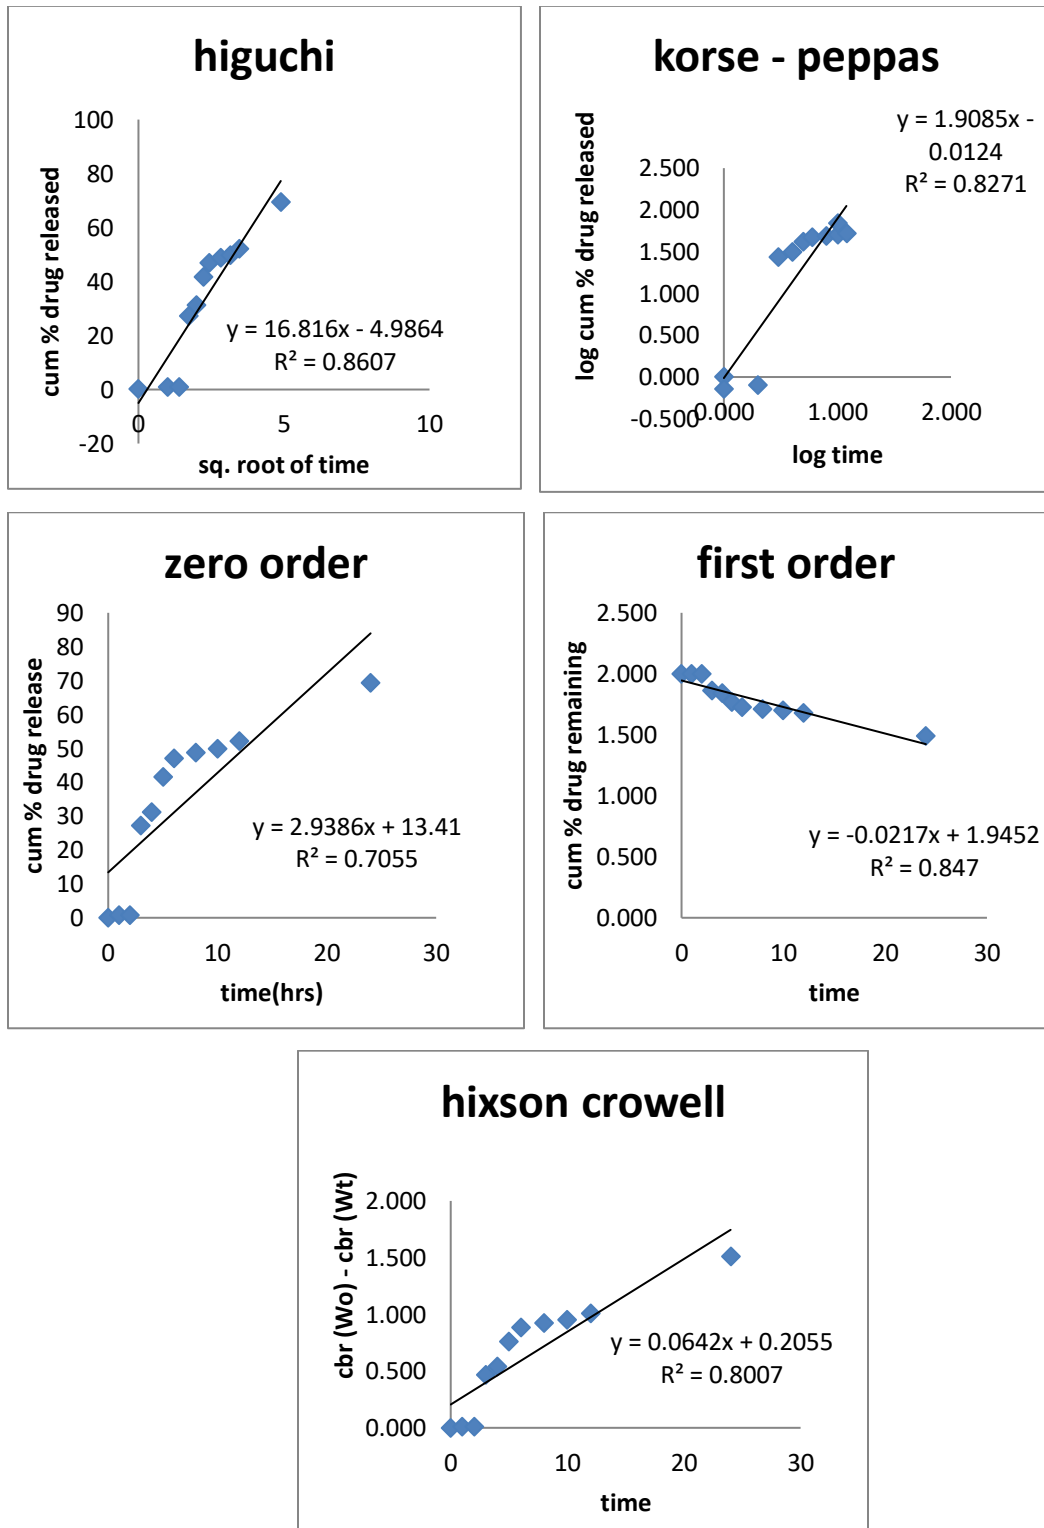 higuchi
cum % drug released
100
80
60
40
20
0
-20
0
5
10
y = 16.816x - 4.9864
R² = 0.8607
sq. root of time
korse - peppas
log cum % drug released
2.500
2.000
1.500
1.000
0.500
0.000
-0.500
0.000
1.000
2.000
y = 1.9085x -
0.0124
R² = 0.8271
log time
zero order
cum % drug release
90
80
70
60
50
40
30
20
10
0
0
10
20
30
y = 2.9386x + 13.41
R² = 0.7055
time(hrs)
first order
cum % drug remaining
2.500
2.000
1.500
1.000
0.500
0.000
0
10
20
30
y = -0.0217x + 1.9452
R² = 0.847
time
hixson crowell
cbr (Wo) - cbr (Wt)
2.000
1.500
1.000
0.500
0.000
0
10
20
30
y = 0.0642x + 0.2055
R² = 0.8007
time